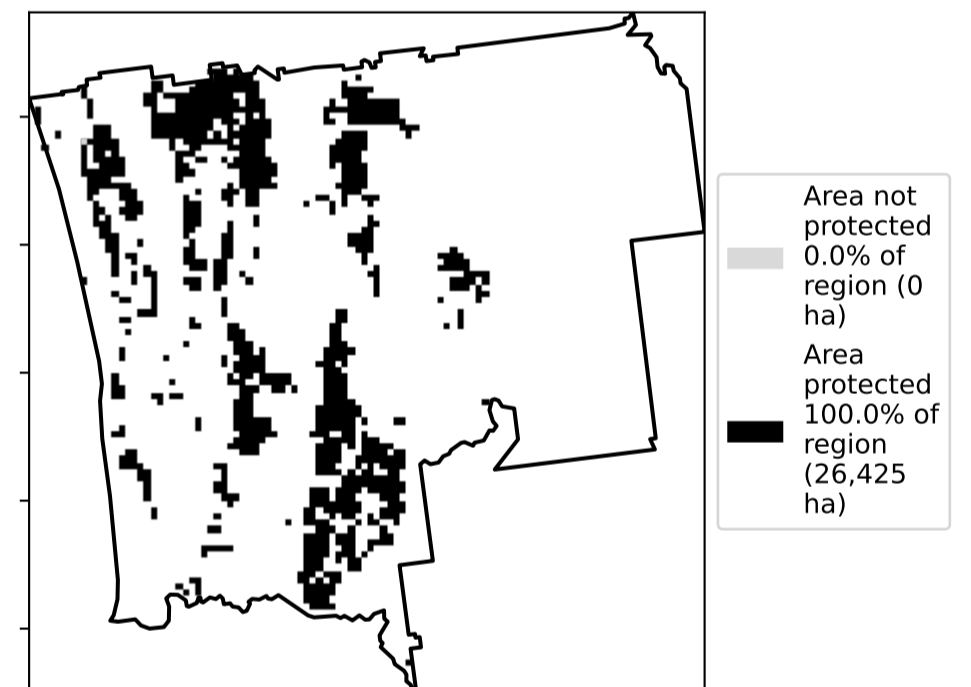 Area not
protected
0.0% of
region (0
ha)
Area
protected
100.0% of
region
(26,425
ha)